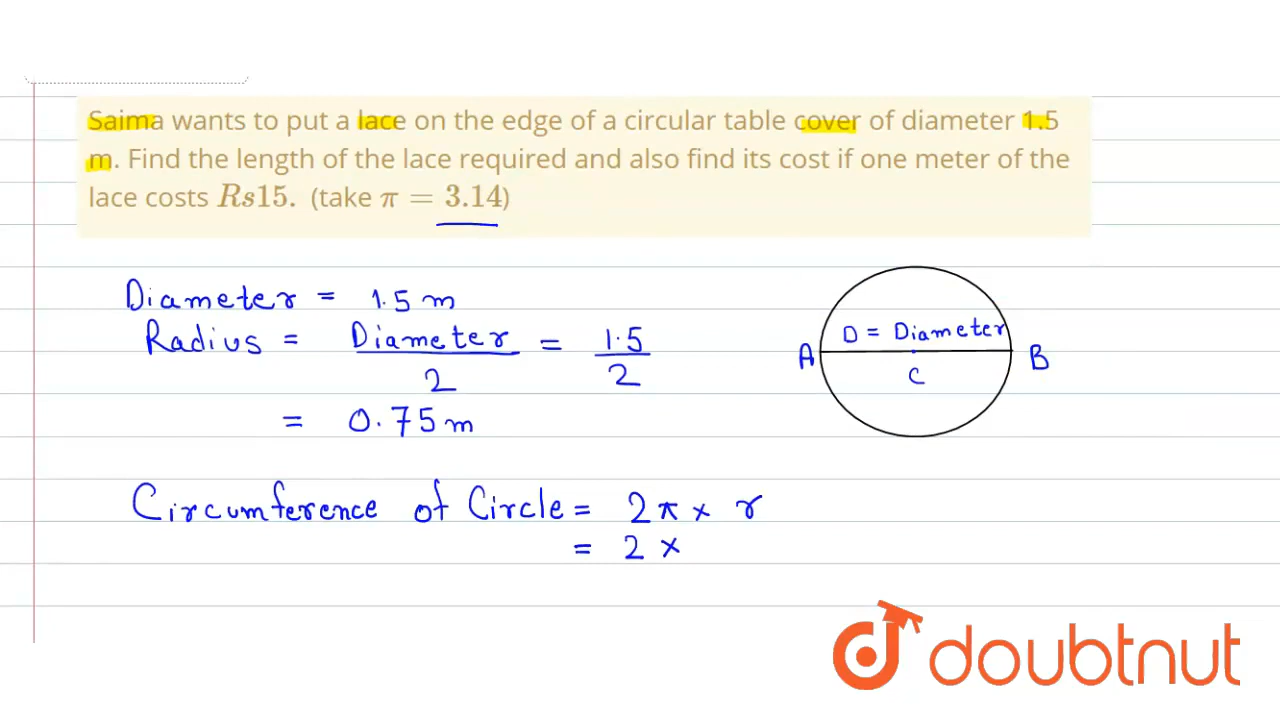 Saima wants to put a lace on the edge of a circular table cover of diameter 1.5
m. Find the length of the lace required and also find its cost if one meter of the
lace costs Rs15. (take π = 3.14)
Diameter = 1.5 m
Radius = Diameter/2 = 1.5/2
= 0.75 m
D = Diameter
A B
C
Circumference of Circle = 2π × r
= 2 ×
doubtnut